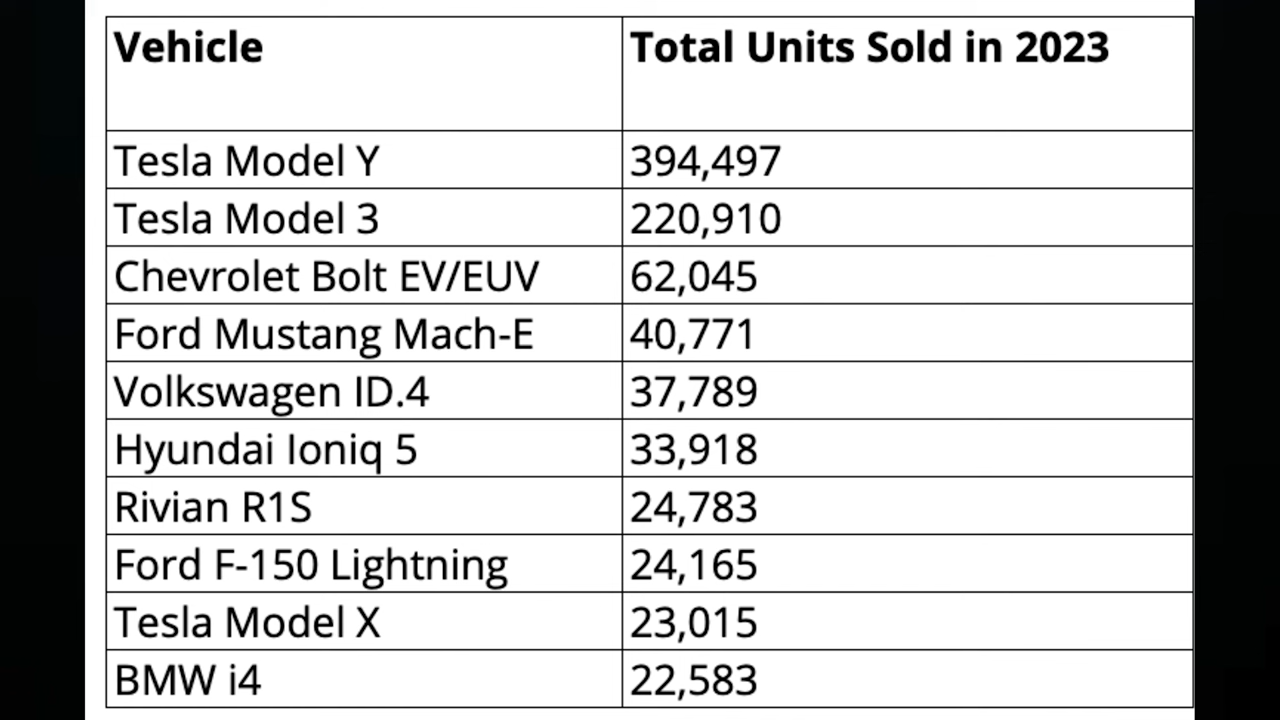 Vehicle Total Units Sold in 2023
Tesla Model Y 394,497
Tesla Model 3 220,910
Chevrolet Bolt EV/EUV 62,045
Ford Mustang Mach-E 40,771
Volkswagen ID.4 37,789
Hyundai Ioniq 5 33,918
Rivian R1S 24,783
Ford F-150 Lightning 24,165
Tesla Model X 23,015
BMW i4 22,583